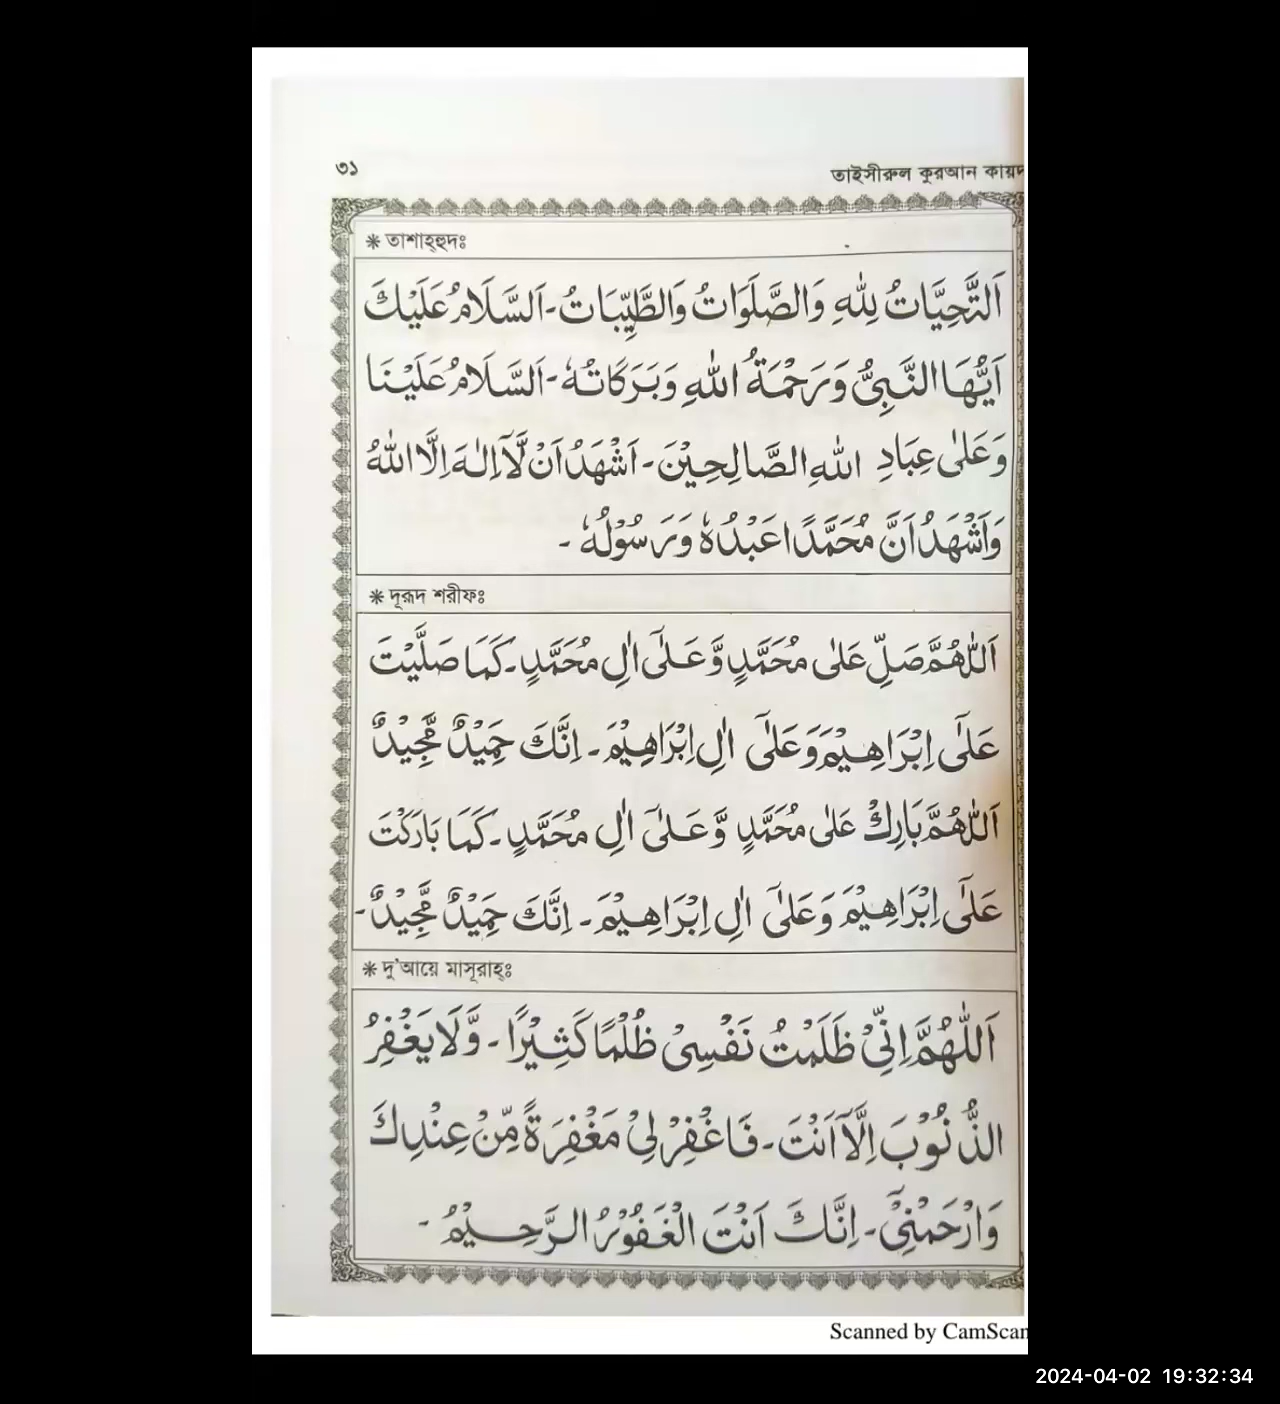 ৩১
তাইসীরুল কুরআন
* তাশাহ্হুদঃ
اَلتَّحِيَّاتُ لِلّٰهِ وَالصَّلَوَاتُ وَالطَّيِّبَاتُ - اَلسَّلَامُ عَلَيْكَ
اَيُّهَا النَّبِىُّ وَرَحْمَةُ اللّٰهِ وَبَرَكَاتُهٗ - اَلسَّلَامُ عَلَيْنَا
وَعَلٰى عِبَادِ اللّٰهِ الصَّالِحِيْنَ - اَشْهَدُ اَنْ لَّآ اِلٰهَ اِلَّا اللّٰهُ
وَاَشْهَدُ اَنَّ مُحَمَّدًا عَبْدُهٗ وَرَسُوْلُهٗ -
* দূরূদ শরীফঃ
اَللّٰهُمَّ صَلِّ عَلٰى مُحَمَّدٍ وَّعَلٰٓى اٰلِ مُحَمَّدٍ - كَمَا صَلَّيْتَ
عَلٰٓى اِبْرَاهِيْمَ وَعَلٰٓى اٰلِ اِبْرَاهِيْمَ - اِنَّكَ حَمِيْدٌ مَّجِيْدٌ
اَللّٰهُمَّ بَارِكْ عَلٰى مُحَمَّدٍ وَّعَلٰٓى اٰلِ مُحَمَّدٍ - كَمَا بَارَكْتَ
عَلٰٓى اِبْرَاهِيْمَ وَعَلٰٓى اٰلِ اِبْرَاهِيْمَ - اِنَّكَ حَمِيْدٌ مَّجِيْدٌ -
* দু'আয়ে মাসূরাহ্ঃ
اَللّٰهُمَّ اِنِّىْ ظَلَمْتُ نَفْسِىْ ظُلْمًا كَثِيْرًا - وَّلَا يَغْفِرُ
الذُّنُوْبَ اِلَّآ اَنْتَ - فَاغْفِرْ لِىْ مَغْفِرَةً مِّنْ عِنْدِكَ
وَارْحَمْنِىْٓ - اِنَّكَ اَنْتَ الْغَفُوْرُ الرَّحِيْمُ -
Scanned by CamScan
2024-04-02 19:32:34